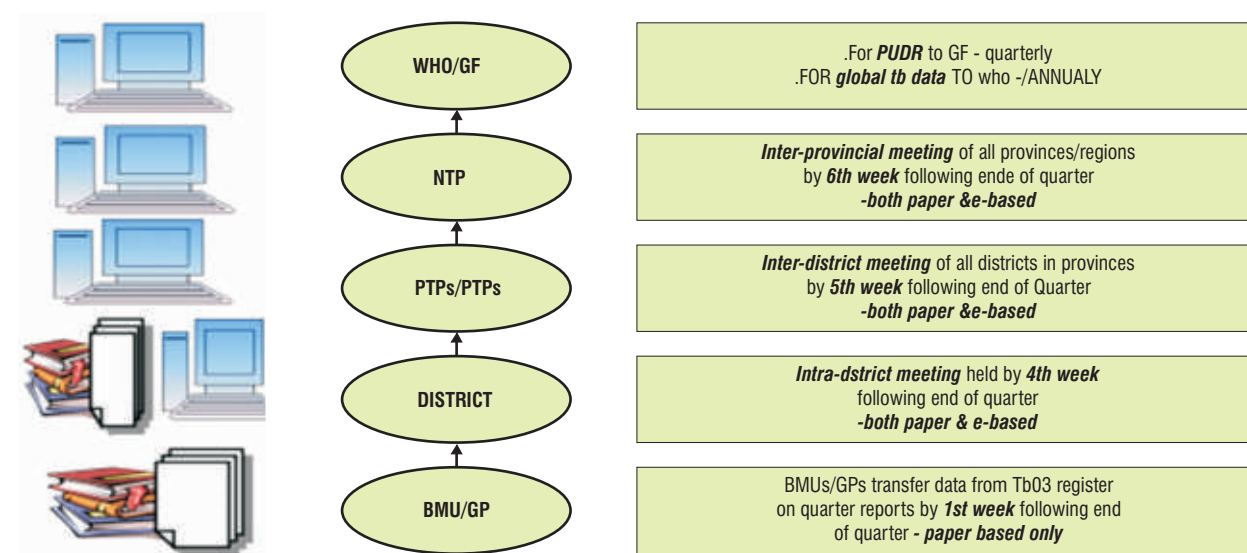 WHO/GF
.For PUDR to GF - quarterly
.FOR global tb data TO who -/ANNUALY
NTP
Inter-provincial meeting of all provinces/regions
by 6th week following ende of quarter
-both paper &e-based
PTPs/PTPs
Inter-district meeting of all districts in provinces
by 5th week following end of Quarter
-both paper &e-based
DISTRICT
Intra-dstrict meeting held by 4th week
following end of quarter
-both paper & e-based
BMU/GP
BMUs/GPs transfer data from Tb03 register
on quarter reports by 1st week following end
of quarter - paper based only